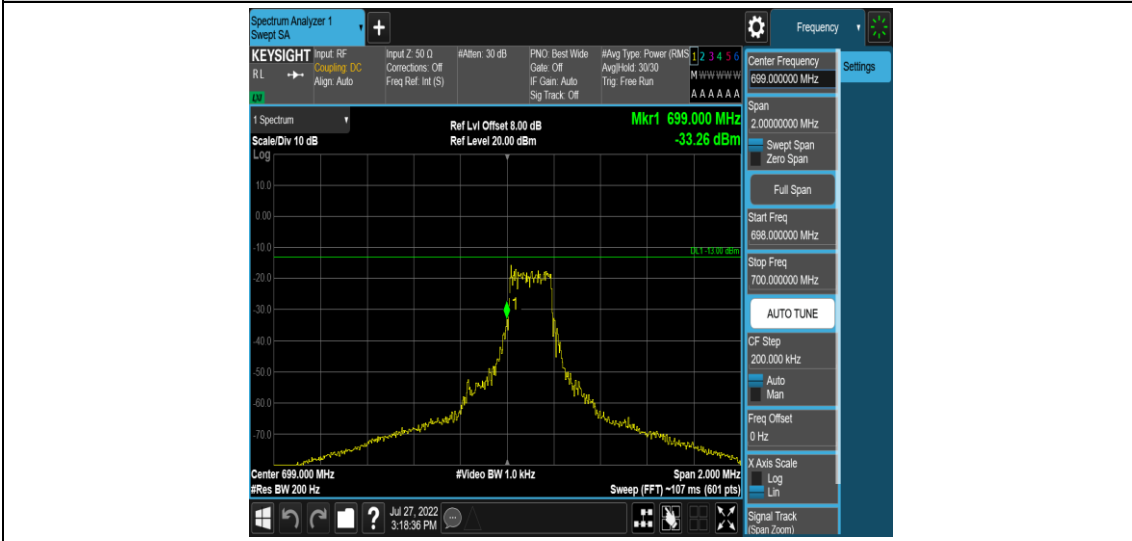 Spectrum Analyzer 1
Swept SA
+
Frequency
KEYSIGHT
RL
LXI
Input: RF
Coupling: DC
Align: Auto
Input Z: 50 Ω
Corrections: Off
Freq Ref: Int (S)
#Atten: 30 dB
PNO: Best Wide
Gate: Off
IF Gain: Auto
Sig Track: Off
#Avg Type: Power (RMS
Avg|Hold: 30/30
Trig: Free Run
1 2 3 4 5 6
M W W W W W
A A A A A A
1 Spectrum
Scale/Div 10 dB
Ref Lvl Offset 8.00 dB
Ref Level 20.00 dBm
Mkr1 699.000 MHz
-33.26 dBm
Log
10.0
0.00
-10.0
DL1 -13.00 dBm
-20.0
1
-30.0
-40.0
-50.0
-60.0
-70.0
Center 699.000 MHz
#Res BW 200 Hz
#Video BW 1.0 kHz
Span 2.000 MHz
Sweep (FFT) ~107 ms (601 pts)
?
Jul 27, 2022
3:18:36 PM
Center Frequency
699.000000 MHz
Span
2.00000000 MHz
Swept Span
Zero Span
Full Span
Start Freq
698.000000 MHz
Stop Freq
700.000000 MHz
AUTO TUNE
CF Step
200.000 kHz
Auto
Man
Freq Offset
0 Hz
X Axis Scale
Log
Lin
Signal Track
(Span Zoom)
Settings